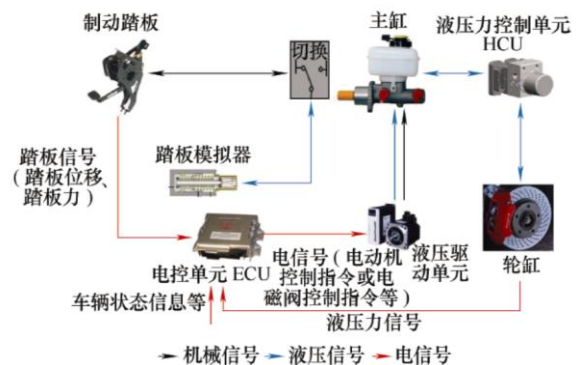 制动踏板
切换
主缸
液压力控制单元
HCU
踏板信号
(踏板位移、
踏板力)
踏板模拟器
电控单元 ECU
电信号(电动机
控制指令或电
磁阀控制指令等)
液压驱
动单元
轮缸
车辆状态信息等
液压力信号
机械信号
液压信号
电信号